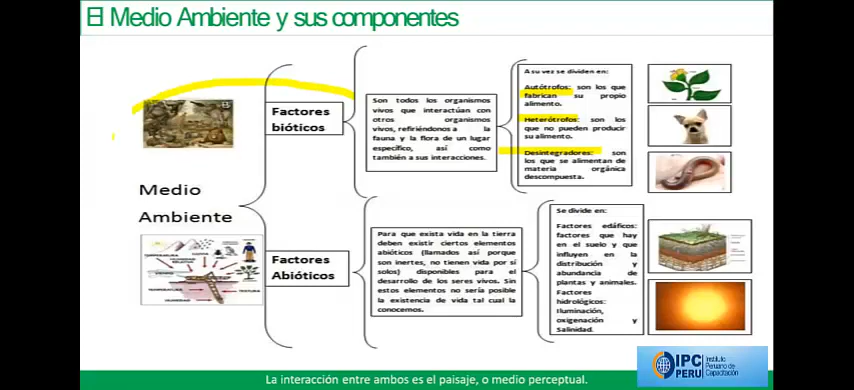 El Medio Ambiente y sus componentes
Medio
Ambiente
Factores
bióticos
Son todos los organismos
vivos que interactúan con
otros organismos
vivos, refiriéndonos a la
fauna y la flora de un lugar
específico, así como
también a sus interacciones.
A su vez se dividen en:
Autótrofos: son los que
fabrican su propio
alimento.
Heterótrofos: son los
que no pueden producir
su alimento.
Desintegradores: son
los que se alimentan de
materia orgánica
descompuesta.
Factores
Abióticos
Para que exista vida en la tierra
deben existir ciertos elementos
abióticos (llamados así porque
son inertes, no tienen vida por sí
solos) disponibles para el
desarrollo de los seres vivos. Sin
estos elementos no sería posible
la existencia de vida tal cual la
conocemos.
Se divide en:
Factores edáficos:
factores que hay
en el suelo y que
influyen en la
distribución y
abundancia de
plantas y animales.
Factores
hidrológicos:
Iluminación,
oxigenación y
Salinidad.
IPC
PERU
Instituto
Peruano de
Capacitación
La interacción entre ambos es el paisaje, o medio perceptual.